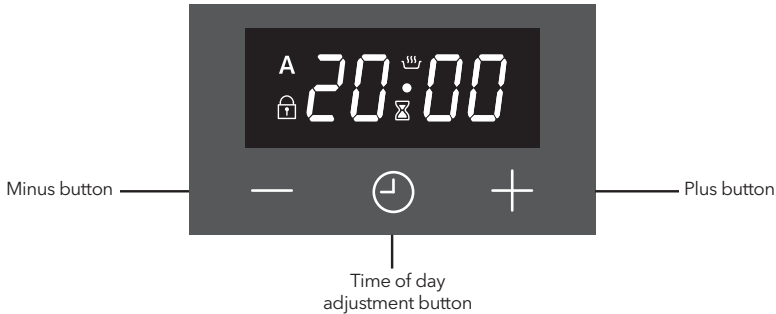 A 20:00
Minus button
Plus button
Time of day
adjustment button